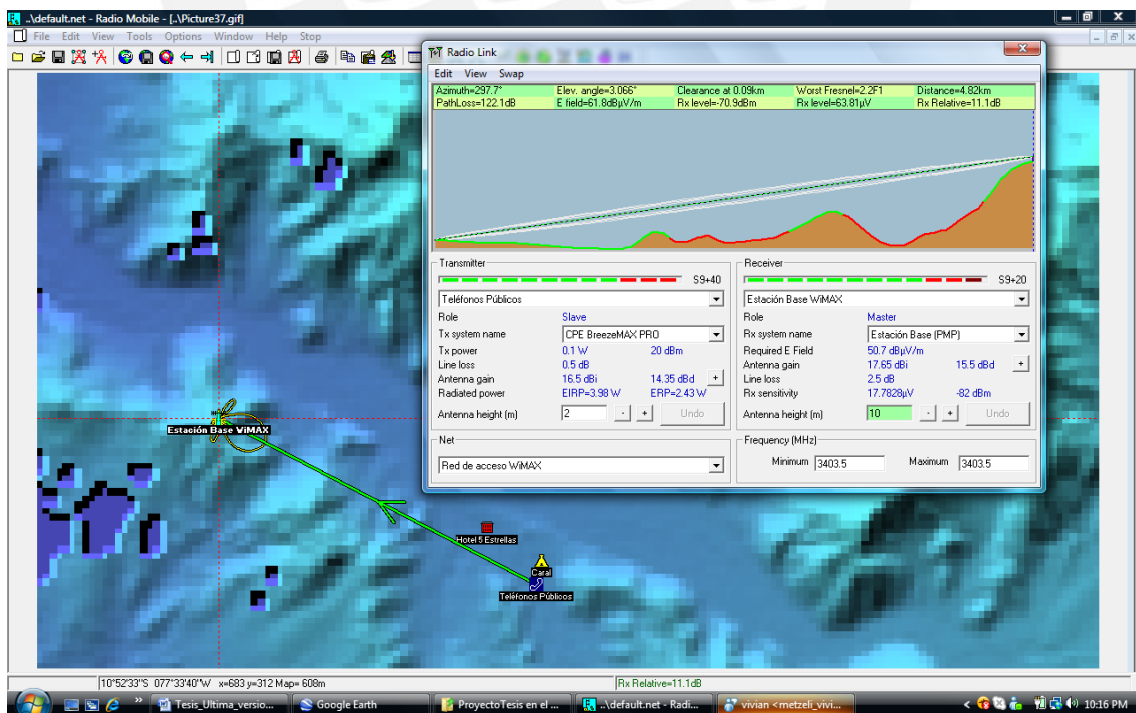 ..\default.net - Radio Mobile - [..\Picture37.gif]
File Edit View Tools Options Window Help Stop
Radio Link
Edit View Swap
Azimuth=297.7° Elev. angle=3.066° Clearance at 0.09km Worst Fresnel=2.2F1 Distance=4.82km
PathLoss=122.1dB E field=61.8dBµV/m Rx level=-70.9dBm Rx level=63.81µV Rx Relative=11.1dB
Transmitter
S9+40
Teléfonos Públicos
Role Slave
Tx system name CPE BreezeMAX PRO
Tx power 0.1 W 20 dBm
Line loss 0.5 dB
Antenna gain 16.5 dBi 14.35 dBd +
Radiated power EIRP=3.98 W ERP=2.43 W
Antenna height (m) 2 - + Undo
Net
Red de acceso WiMAX
Receiver
S9+20
Estación Base WiMAX
Role Master
Rx system name Estación Base (PMP)
Required E Field 50.7 dBµV/m
Antenna gain 17.65 dBi 15.5 dBd +
Line loss 2.5 dB
Rx sensitivity 17.7828µV -82 dBm
Antenna height (m) 10 - + Undo
Frequency (MHz)
Minimum 3403.5 Maximum 3403.5
Estación Base WiMAX
Hotel 5 Estrellas
Caral
Teléfonos Públicos
10°52'33"S 077°33'40"W x=683 y=312 Map= 608m Rx Relative=11.1dB
Tesis_Ultima_versio... Google Earth ProyectoTesis en el ... ..\default.net - Radi... vivian <metzeli_vivi... 10:16 PM